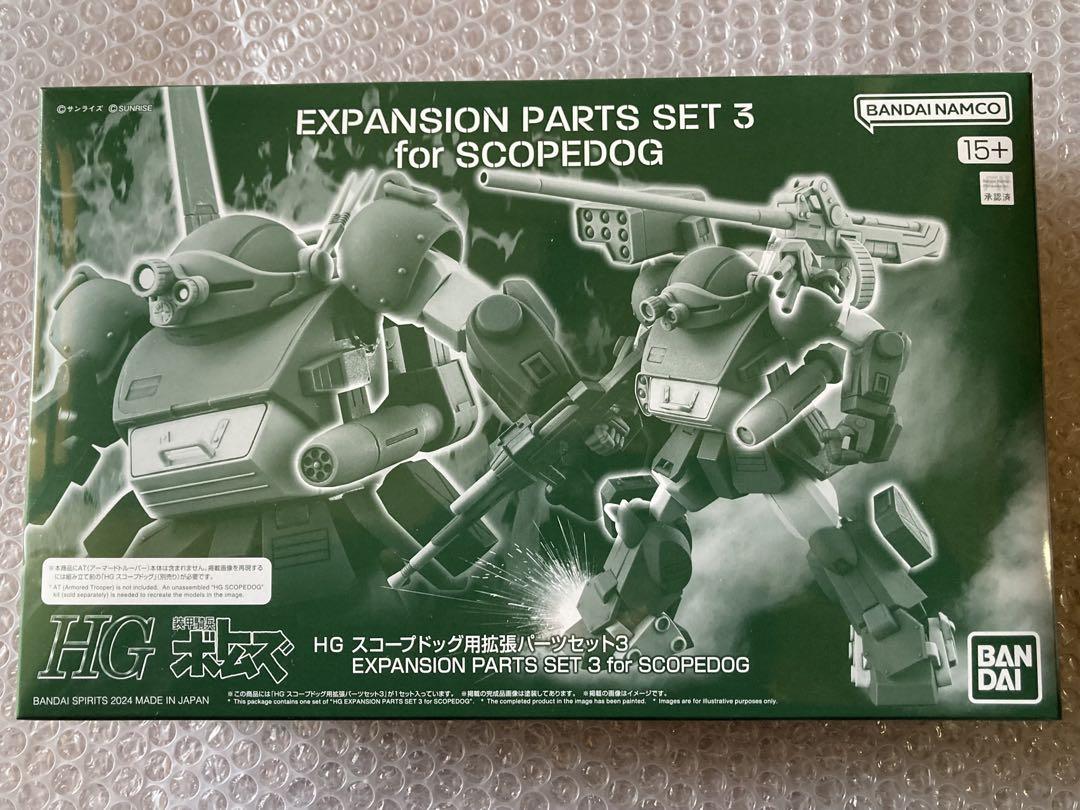 ©サンライズ ©SUNRISE
EXPANSION PARTS SET 3
for SCOPEDOG
BANDAI NAMCO
15+
承認済
※本商品にAT(アーマードトルーパー)本体は含まれません。掲載画像を再現する
には組み立て前の「HG スコープドッグ」(別売り)が必要です。
* AT (Armored Trooper) is not included. An unassembled "HG SCOPEDOG"
kit (sold separately) is needed to recreate the models in the image.
HG 装甲騎兵
ボトムズ
HG スコープドッグ用拡張パーツセット3
EXPANSION PARTS SET 3 for SCOPEDOG
BAN
DAI
BANDAI SPIRITS 2024 MADE IN JAPAN
※この商品には「HG スコープドッグ用拡張パーツセット3」が1セット入っています。 ※掲載の完成品画像は塗装してあります。 ※掲載の画像はイメージです。
* This package contains one set of "HG EXPANSION PARTS SET 3 for SCOPEDOG". * The completed product in the image has been painted. * Images are for illustrative purposes only.